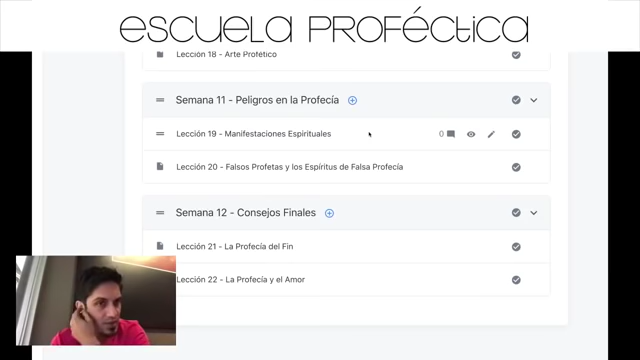 escuela proféctica
Lección 18 - Arte Profético
Semana 11 - Peligros en la Profecía
Lección 19 - Manifestaciones Espirituales
0
Lección 20 - Falsos Profetas y los Espíritus de Falsa Profecía
Semana 12 - Consejos Finales
Lección 21 - La Profecía del Fin
Lección 22 - La Profecía y el Amor